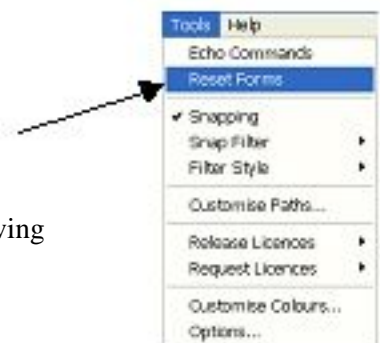 Tools Help
Echo Commands
Reset Forms
Snapping
Snap Filter
Filter Style
ving
Customise Paths...
Release Licences
Request Licences
Customise Colours...
Options...